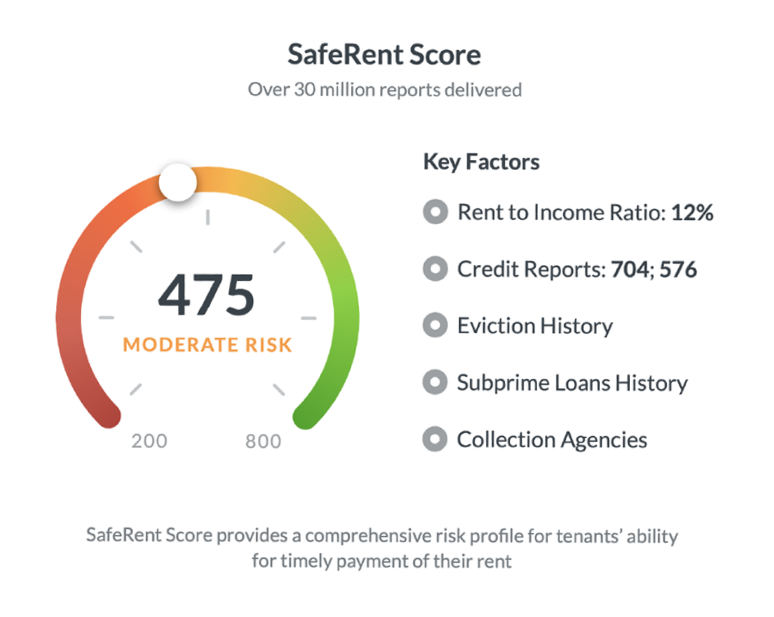 SafeRent Score
Over 30 million reports delivered
475
MODERATE RISK
200
800
Key Factors
Rent to Income Ratio: 12%
Credit Reports: 704; 576
Eviction History
Subprime Loans History
Collection Agencies
SafeRent Score provides a comprehensive risk profile for tenants’ ability
for timely payment of their rent